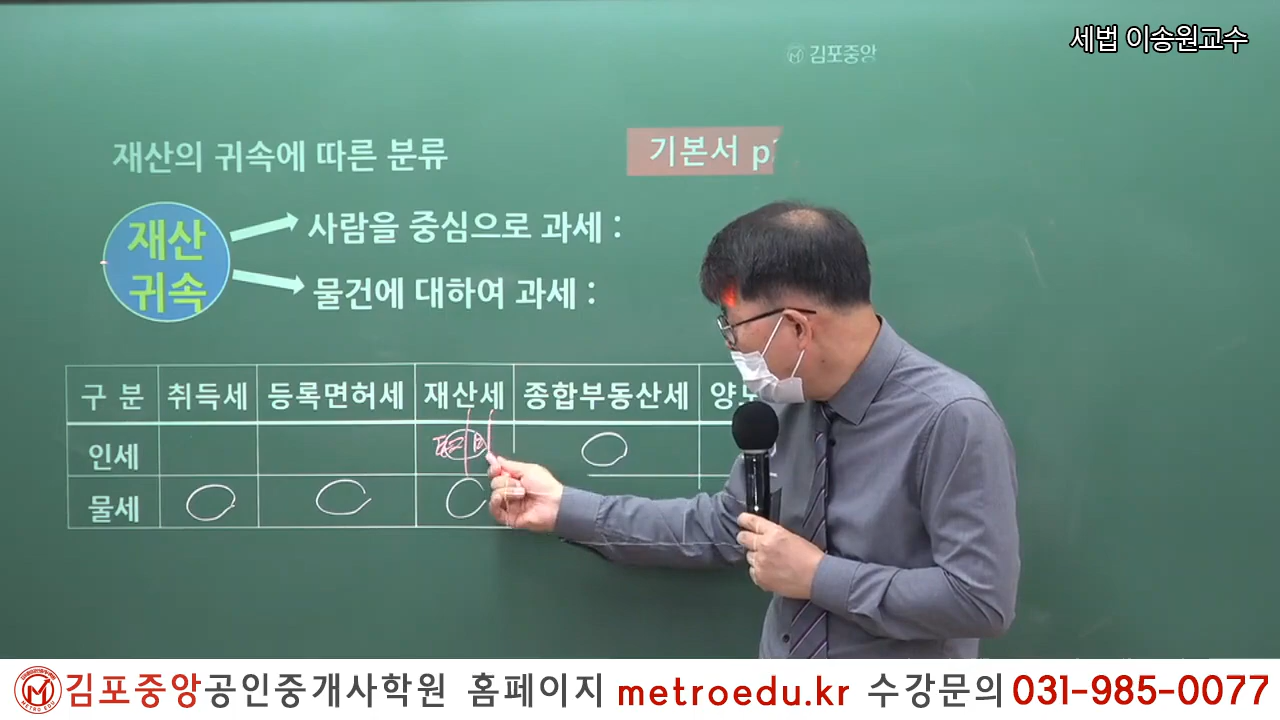 세법 이송원교수
김포중앙
재산의 귀속에 따른 분류
기본서 p
재산
귀속
사람을 중심으로 과세 :
물건에 대하여 과세 :
구 분 취득세 등록면허세 재산세 종합부동산세 양도
인세
물세
METRO EDU
김포중앙공인중개사학원 홈페이지 metroedu.kr 수강문의 031-985-0077